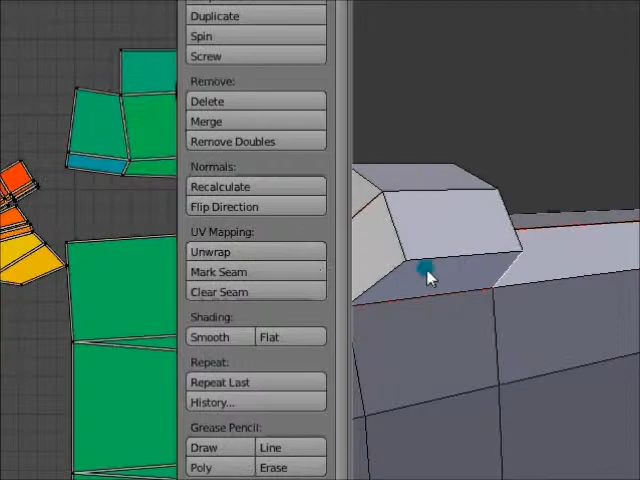 Duplicate
Spin
Screw
Remove:
Delete
Merge
Remove Doubles
Normals:
Recalculate
Flip Direction
UV Mapping:
Unwrap
Mark Seam
Clear Seam
Shading:
Smooth Flat
Repeat:
Repeat Last
History...
Grease Pencil:
Draw Line
Poly Erase